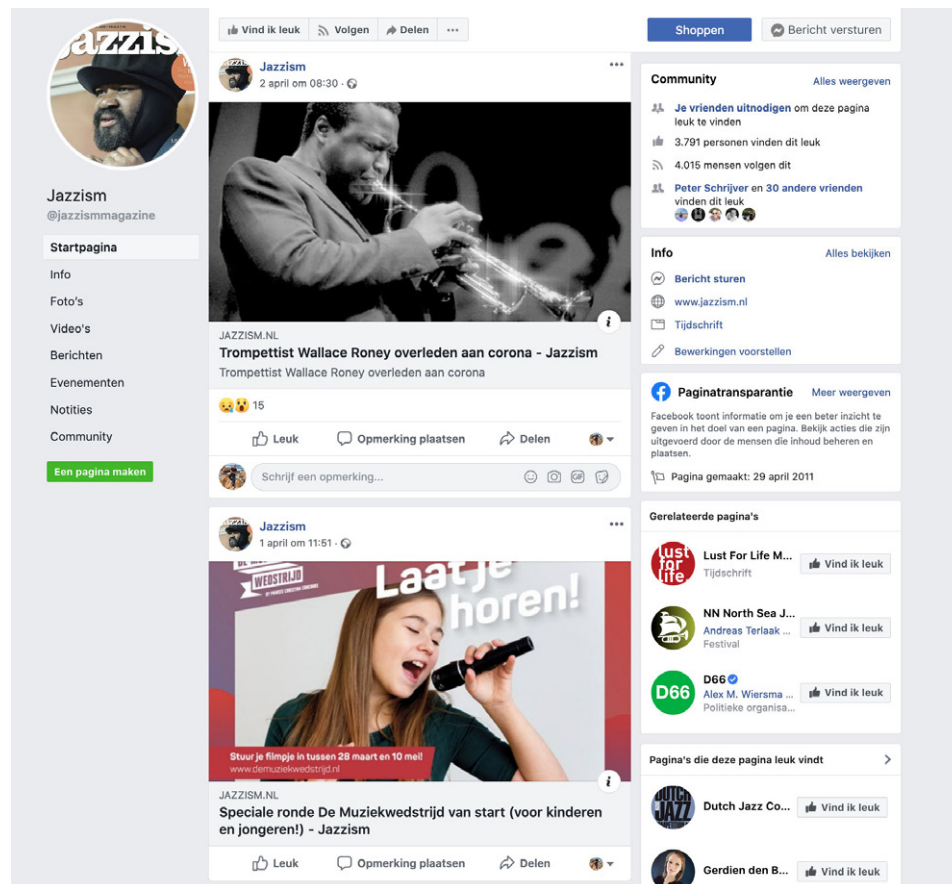 Jazzism
@jazzismmagazine
Startpagina
Info
Foto's
Video's
Berichten
Evenementen
Notities
Community
Een pagina maken
Vind ik leuk
Volgen
Delen
Shoppen
Bericht versturen
Jazzism
2 april om 08:30 ·
JAZZISM.NL
Trompettist Wallace Roney overleden aan corona - Jazzism
Trompettist Wallace Roney overleden aan corona
15
Leuk
Opmerking plaatsen
Delen
Schrijf een opmerking...
GIF
Jazzism
1 april om 11:51 ·
WEDSTRIJD
Laat je
horen!
Stuur je filmpje in tussen 28 maart en 10 mei!
www.demuziekwedstrijd.nl
JAZZISM.NL
Speciale ronde De Muziekwedstrijd van start (voor kinderen
en jongeren!) - Jazzism
Leuk
Opmerking plaatsen
Delen
Community
Alles weergeven
Je vrienden uitnodigen om deze pagina
leuk te vinden
3.791 personen vinden dit leuk
4.015 mensen volgen dit
Peter Schrijver en 30 andere vrienden
vinden dit leuk
Info
Alles bekijken
Bericht sturen
www.jazzism.nl
Tijdschrift
Bewerkingen voorstellen
Paginatransparantie
Meer weergeven
Facebook toont informatie om je een beter inzicht te
geven in het doel van een pagina. Bekijk acties die zijn
uitgevoerd door de mensen die inhoud beheren en
plaatsen.
Pagina gemaakt: 29 april 2011
Gerelateerde pagina's
lust
for
life
Lust For Life M...
Tijdschrift
Vind ik leuk
NN North Sea J...
Andreas Terlaak ...
Festival
Vind ik leuk
D66
D66
Alex M. Wiersma ...
Politieke organisa...
Vind ik leuk
Pagina's die deze pagina leuk vindt
DUTCH
JAZZ
Dutch Jazz Co...
Vind ik leuk
Gerdien den B...
Vind ik leuk